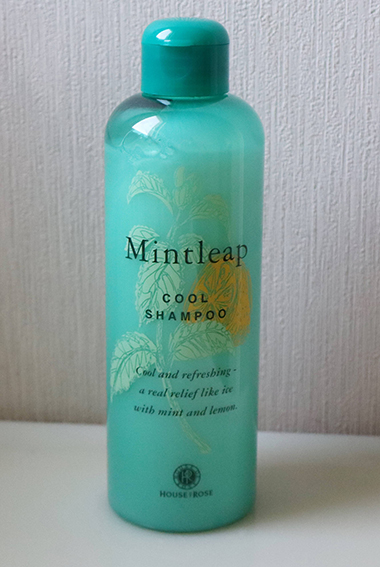 Mintleap
COOL
SHAMPOO
Cool and refreshing -
a real relief like ice
with mint and lemon.
HOUSE OF ROSE